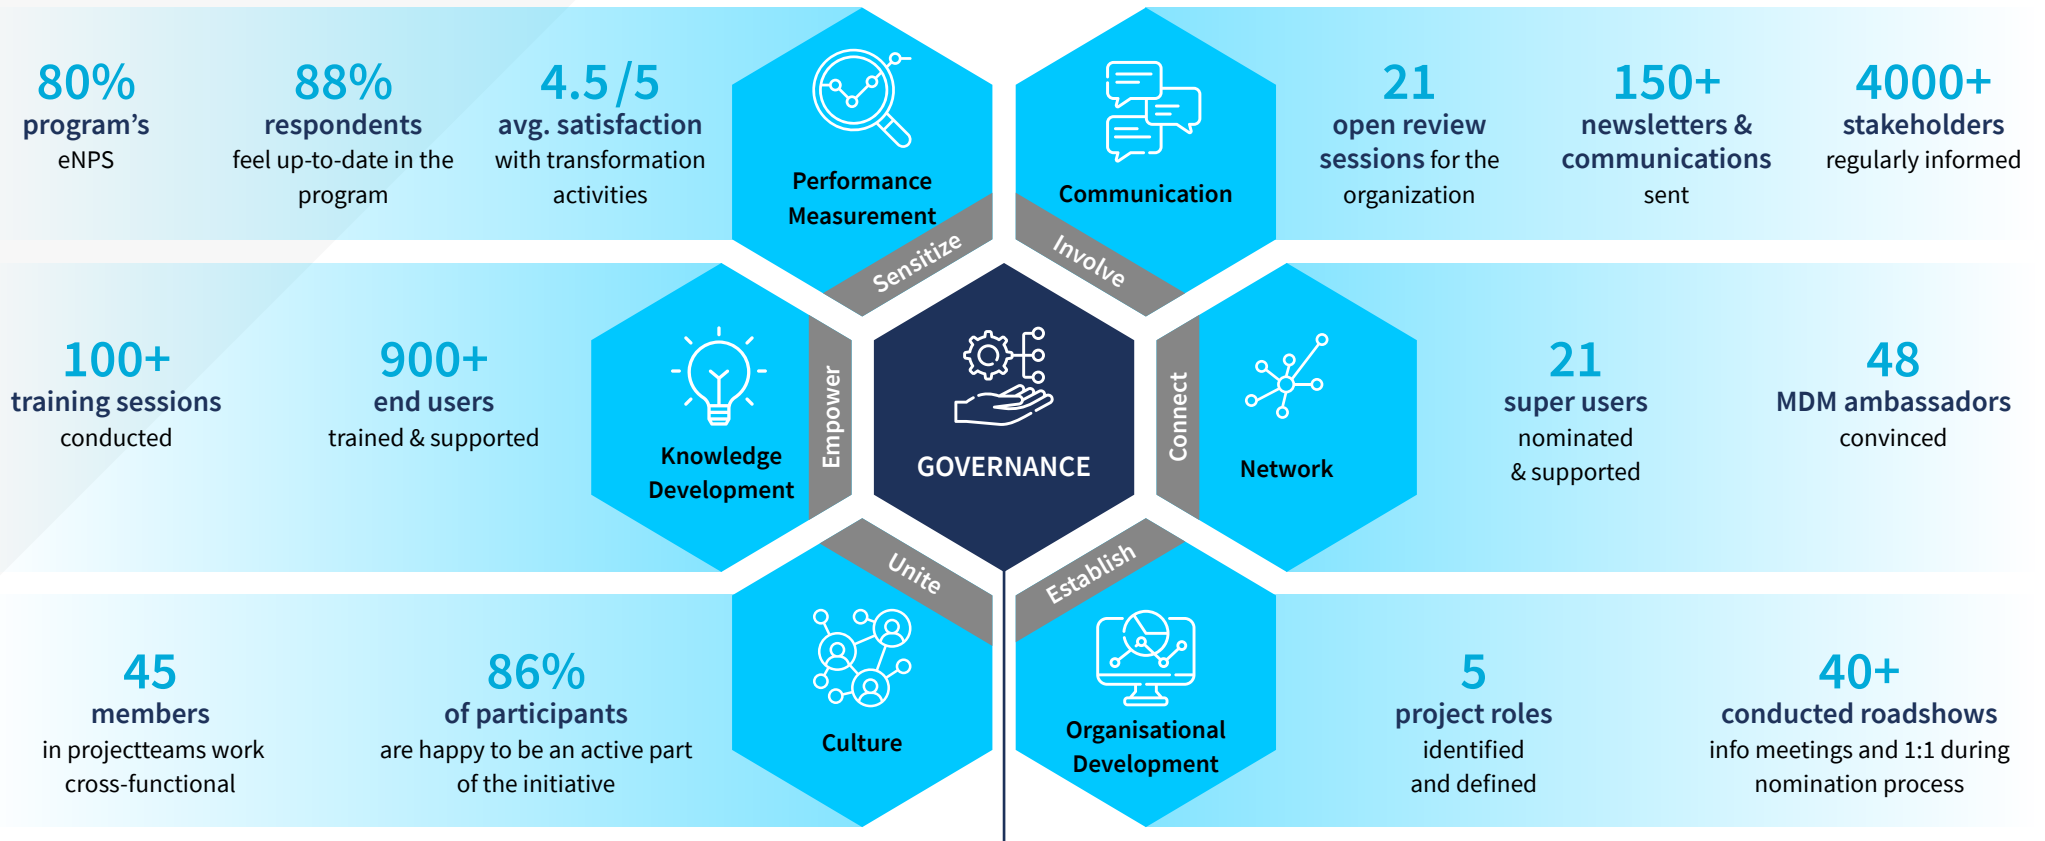 80%
program’s
eNPS
88%
respondents
feel up-to-date in the
program
4.5/5
avg. satisfaction
with transformation
activities
Performance
Measurement
Sensitize
Communication
Involve
21
open review
sessions for the
organization
150+
newsletters &
communications
sent
4000+
stakeholders
regularly informed
100+
training sessions
conducted
900+
end users
trained & supported
Knowledge
Development
Empower
GOVERNANCE
Connect
Network
21
super users
nominated
& supported
48
MDM ambassadors
convinced
45
members
in projectteams work
cross-functional
86%
of participants
are happy to be an active part
of the initiative
Unite
Culture
Establish
Organisational
Development
5
project roles
identified
and defined
40+
conducted roadshows
info meetings and 1:1 during
nomination process